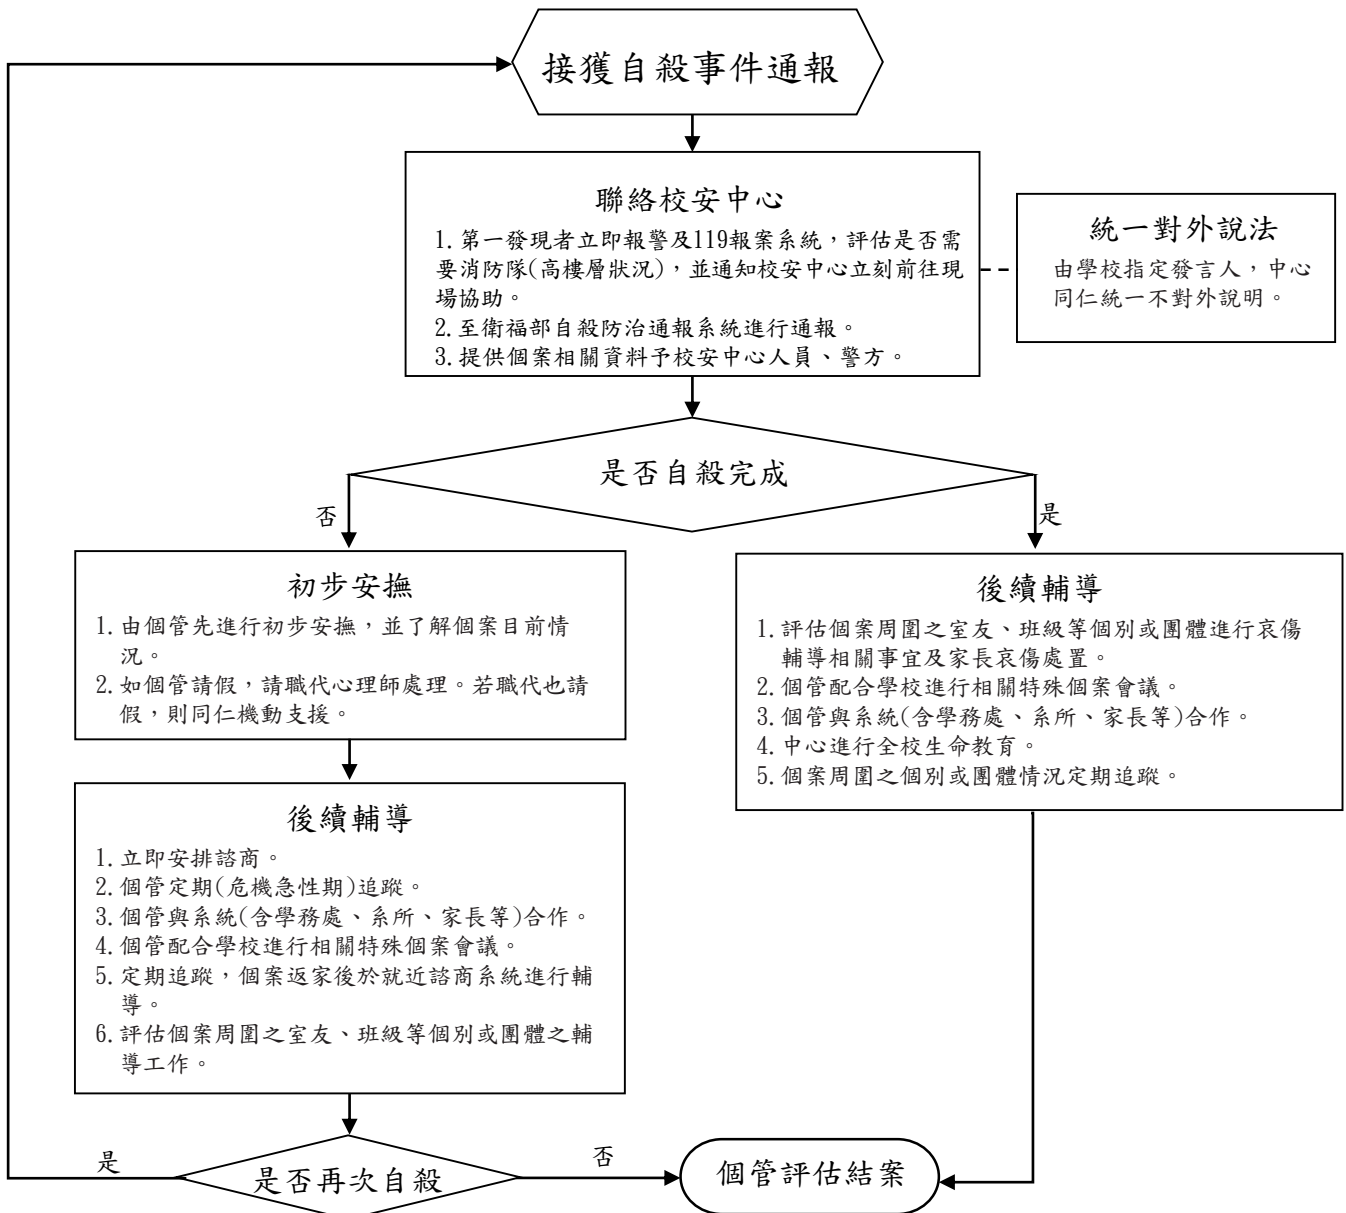 接獲自殺事件通報
聯絡校安中心
1.第一發現者立即報警及119報案系統，評估是否需
要消防隊(高樓層狀況)，並通知校安中心立刻前往現
場協助。
2.至衛福部自殺防治通報系統進行通報。
3.提供個案相關資料予校安中心人員、警方。
統一對外說法
由學校指定發言人，中心
同仁統一不對外說明。
是否自殺完成
否
是
初步安撫
1.由個管先進行初步安撫，並了解個案目前情
況。
2.如個管請假，請職代心理師處理。若職代也請
假，則同仁機動支援。
後續輔導
1.評估個案周圍之室友、班級等個別或團體進行哀傷
輔導相關事宜及家長哀傷處置。
2.個管配合學校進行相關特殊個案會議。
3.個管與系統(含學務處、系所、家長等)合作。
4.中心進行全校生命教育。
5.個案周圍之個別或團體情況定期追蹤。
後續輔導
1.立即安排諮商。
2.個管定期(危機急性期)追蹤。
3.個管與系統(含學務處、系所、家長等)合作。
4.個管配合學校進行相關特殊個案會議。
5.定期追蹤，個案返家後於就近諮商系統進行輔
導。
6.評估個案周圍之室友、班級等個別或團體之輔
導工作。
是
是否再次自殺
否
個管評估結案